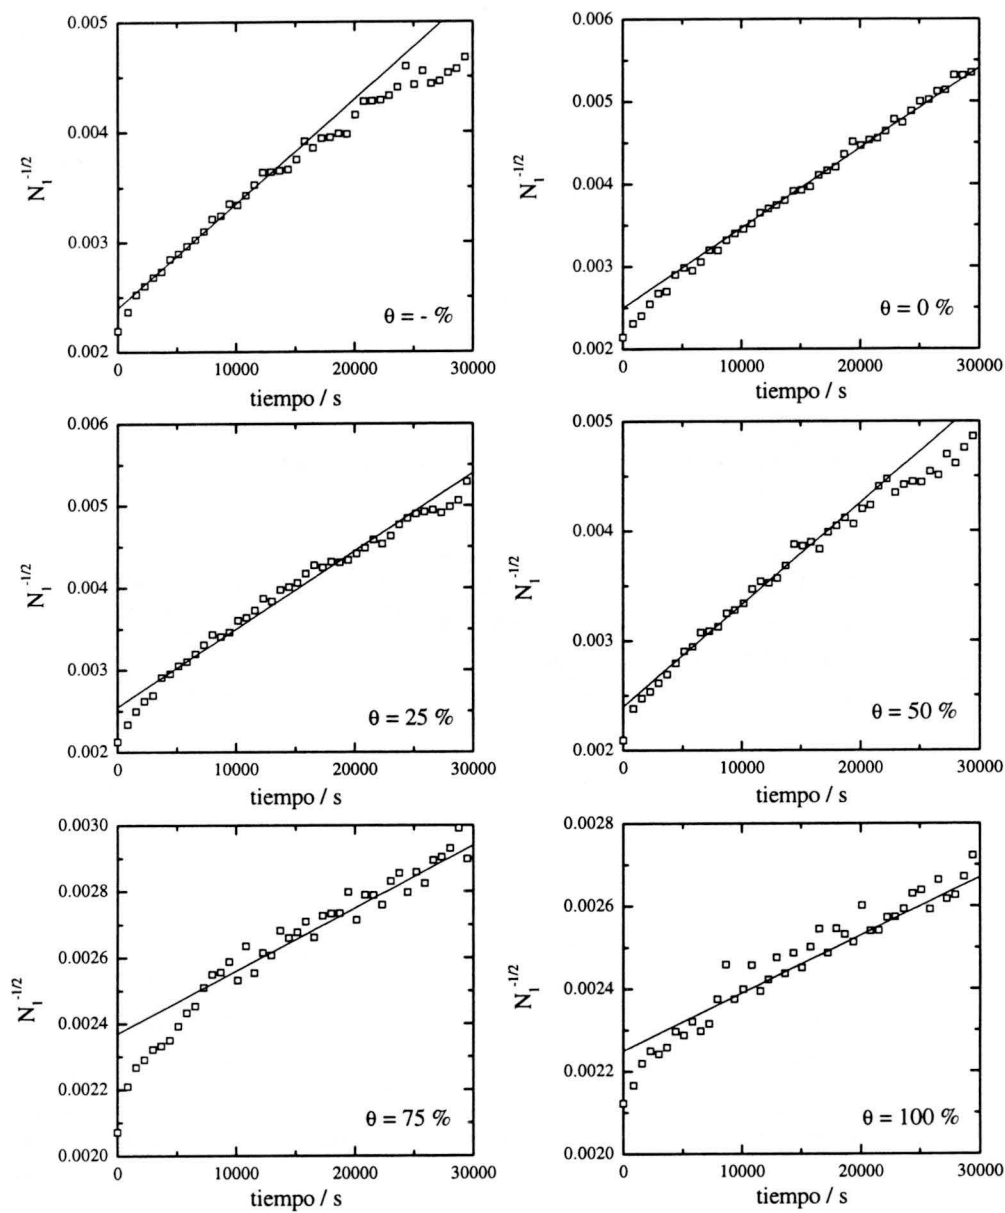 0.005
0.004
0.003
0.002
N₁⁻¹/²
θ = - %
0 10000 20000 30000
tiempo / s
0.006
0.005
0.004
0.003
0.002
N₁⁻¹/²
θ = 0 %
0 10000 20000 30000
tiempo / s
0.006
0.005
0.004
0.003
0.002
N₁⁻¹/²
θ = 25 %
0 10000 20000 30000
tiempo / s
0.005
0.004
0.003
0.002
N₁⁻¹/²
θ = 50 %
0 10000 20000 30000
tiempo / s
0.0030
0.0028
0.0026
0.0024
0.0022
0.0020
N₁⁻¹/²
θ = 75 %
0 10000 20000 30000
tiempo / s
0.0028
0.0026
0.0024
0.0022
0.0020
N₁⁻¹/²
θ = 100 %
0 10000 20000 30000
tiempo / s